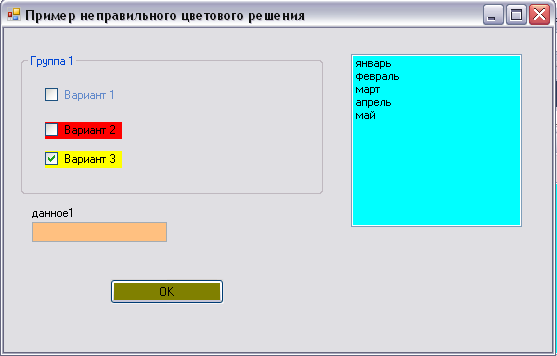 Пример неправильного цветового решения
Группа 1
Вариант 1
Вариант 2
Вариант 3
данное1
OK
январь
Февраль
март
апрель
май